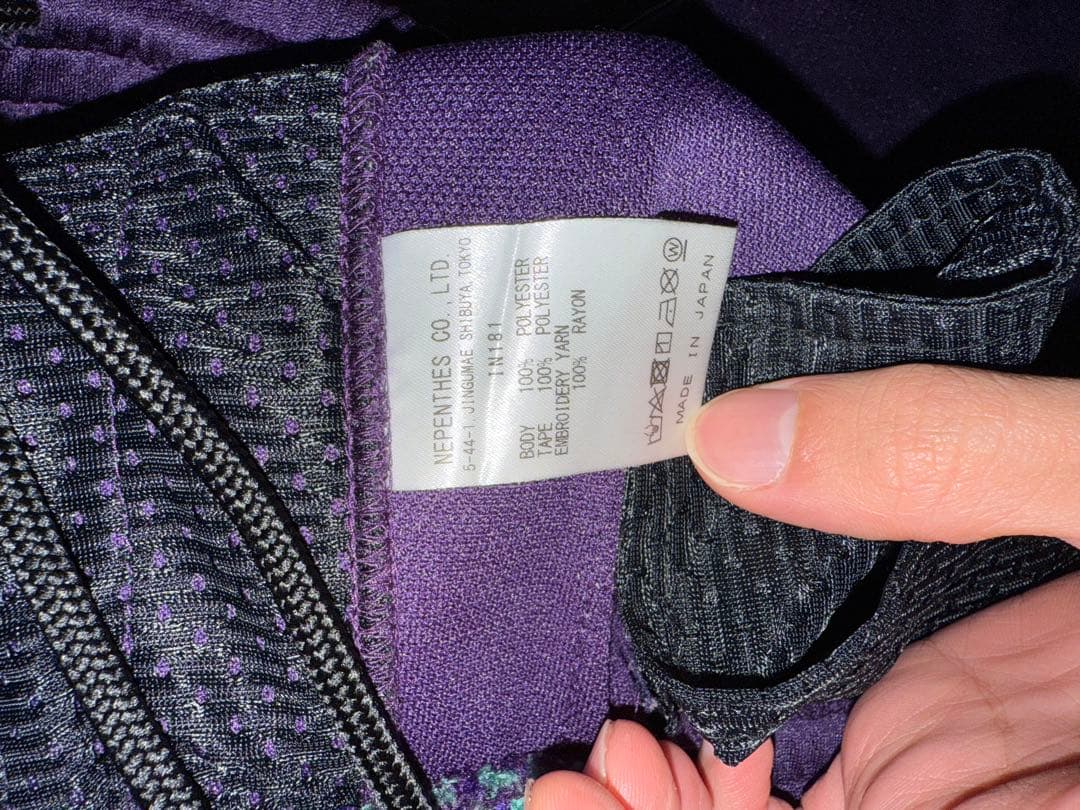 NEPENTHES CO., LTD.
5-44-1 JINGUMAE SHIBUYA, TOKYO
IN181
BODY 100% POLYESTER
TAPE 100% POLYESTER
EMBROIDERY YARN
100% RAYON
MADE IN JAPAN